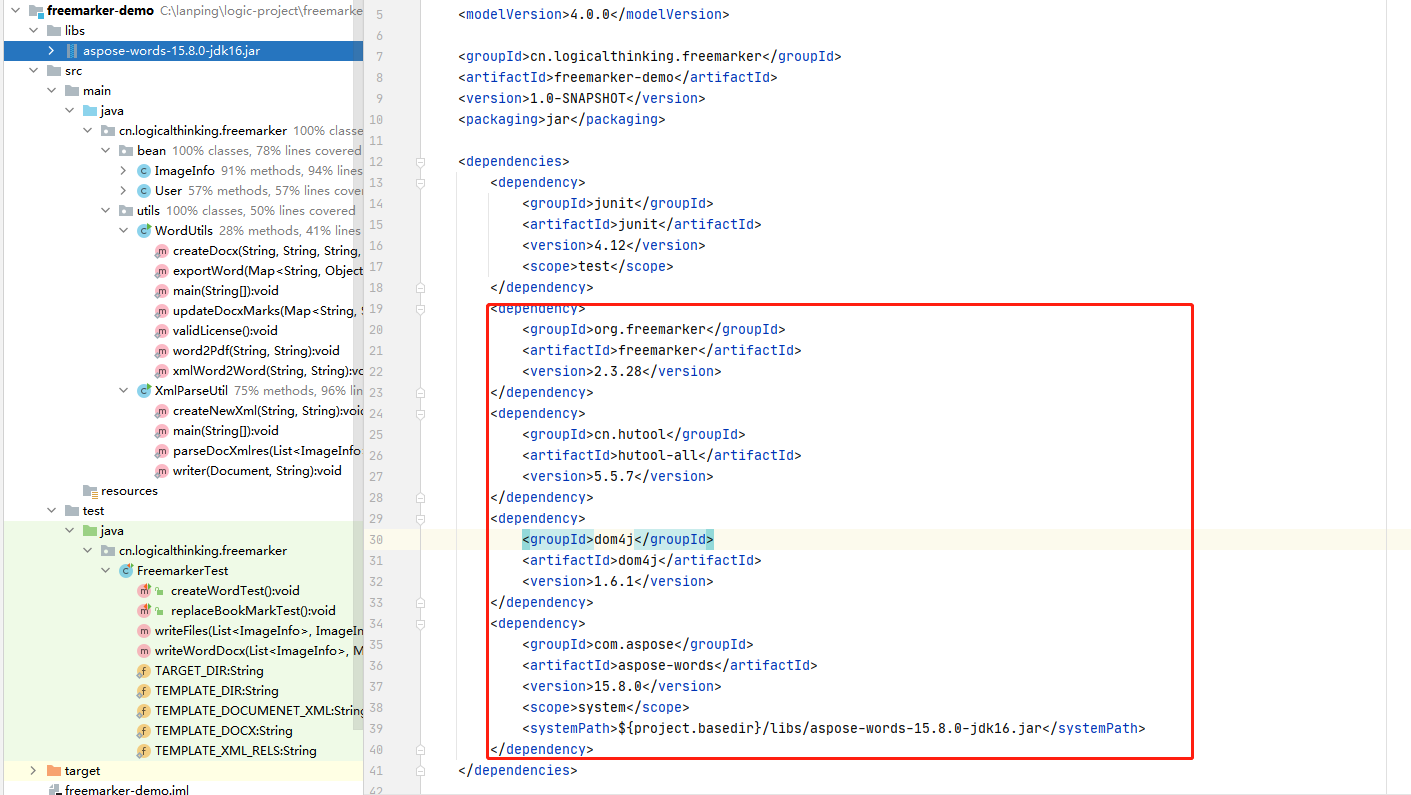 freemarker-demo C:\lanping\logic-project\freemarker
libs
aspose-words-15.8.0-jdk16.jar
src
main
java
cn.logicalthinking.freemarker 100% classe
bean 100% classes, 78% lines covered
ImageInfo 91% methods, 94% lines
User 57% methods, 57% lines cove
utils 100% classes, 50% lines covered
WordUtils 28% methods, 41% lines
createDocx(String, String, String,
exportWord(Map<String, Object
main(String[]):void
updateDocxMarks(Map<String, S
validLicense():void
word2Pdf(String, String):void
xmlWord2Word(String, String):vo
XmlParseUtil 75% methods, 96% lin
createNewXml(String, String):voi
main(String[]):void
parseDocXmlres(List<ImageInfo
writer(Document, String):void
resources
test
java
cn.logicalthinking.freemarker
FreemarkerTest
createWordTest():void
replaceBookMarkTest():void
writeFiles(List<ImageInfo>, ImageIn
writeWordDocx(List<ImageInfo>, M
TARGET_DIR:String
TEMPLATE_DIR:String
TEMPLATE_DOCUMENET_XML:String
TEMPLATE_DOCX:String
TEMPLATE_XML_RELS:String
target
freemarker-demo.iml
5 <modelVersion>4.0.0</modelVersion>
6
7 <groupId>cn.logicalthinking.freemarker</groupId>
8 <artifactId>freemarker-demo</artifactId>
9 <version>1.0-SNAPSHOT</version>
10 <packaging>jar</packaging>
11
12 <dependencies>
13 <dependency>
14 <groupId>junit</groupId>
15 <artifactId>junit</artifactId>
16 <version>4.12</version>
17 <scope>test</scope>
18 </dependency>
19 <dependency>
20 <groupId>org.freemarker</groupId>
21 <artifactId>freemarker</artifactId>
22 <version>2.3.28</version>
23 </dependency>
24 <dependency>
25 <groupId>cn.hutool</groupId>
26 <artifactId>hutool-all</artifactId>
27 <version>5.5.7</version>
28 </dependency>
29 <dependency>
30 <groupId>dom4j</groupId>
31 <artifactId>dom4j</artifactId>
32 <version>1.6.1</version>
33 </dependency>
34 <dependency>
35 <groupId>com.aspose</groupId>
36 <artifactId>aspose-words</artifactId>
37 <version>15.8.0</version>
38 <scope>system</scope>
39 <systemPath>${project.basedir}/libs/aspose-words-15.8.0-jdk16.jar</systemPath>
40 </dependency>
41 </dependencies>
42